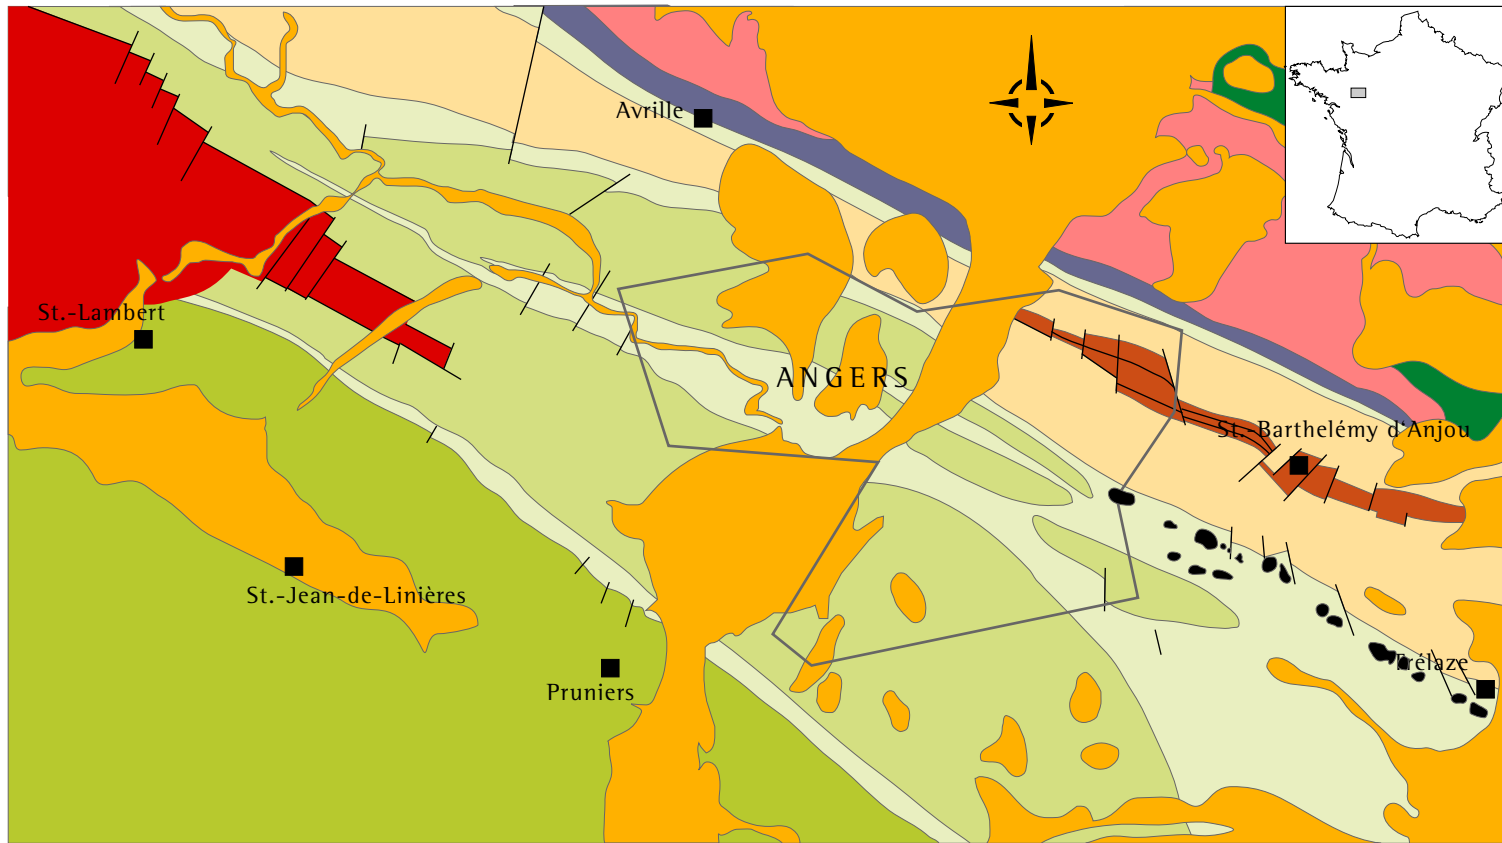 Avrille
St.-Lambert
ANGERS
St.-Barthelémy d'Anjou
St.-Jean-de-Linières
Trélaze
Pruniers